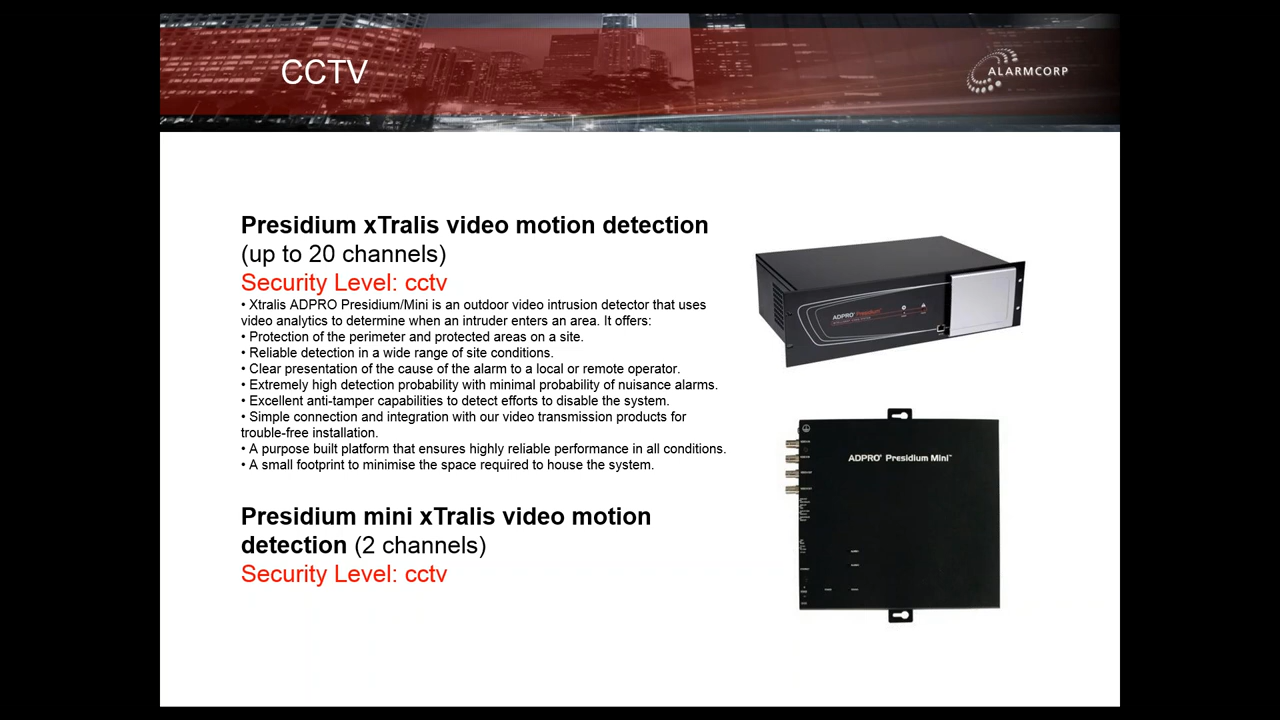 CCTV
ALARMCORP
Presidium xTralis video motion detection
(up to 20 channels)
Security Level: cctv
• Xtralis ADPRO Presidium/Mini is an outdoor video intrusion detector that uses
video analytics to determine when an intruder enters an area. It offers:
• Protection of the perimeter and protected areas on a site.
• Reliable detection in a wide range of site conditions.
• Clear presentation of the cause of the alarm to a local or remote operator.
• Extremely high detection probability with minimal probability of nuisance alarms.
• Excellent anti-tamper capabilities to detect efforts to disable the system.
• Simple connection and integration with our video transmission products for
trouble-free installation.
• A purpose built platform that ensures highly reliable performance in all conditions.
• A small footprint to minimise the space required to house the system.
Presidium mini xTralis video motion
detection (2 channels)
Security Level: cctv
ADPRO® Presidium™
ADPRO® Presidium Mini™